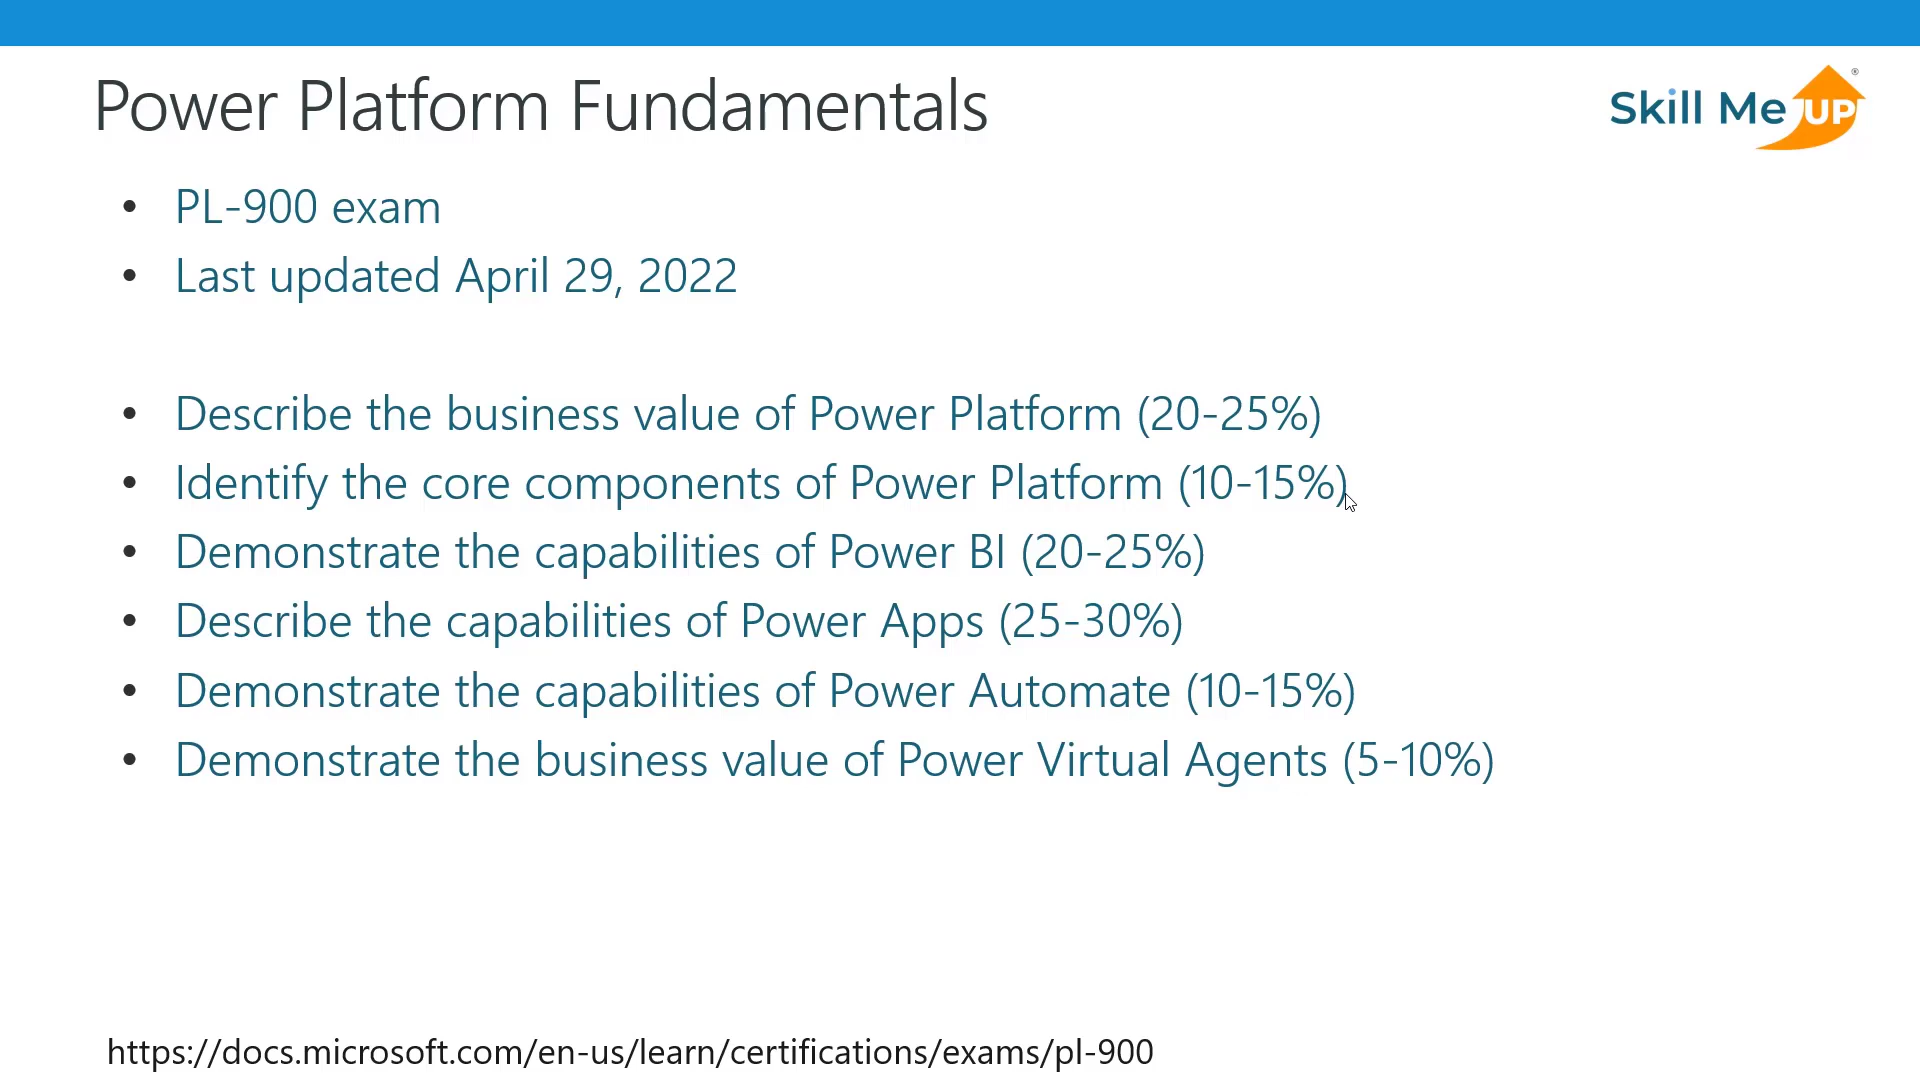 Power Platform Fundamentals
Skill Me UP®
• PL-900 exam
• Last updated April 29, 2022
• Describe the business value of Power Platform (20-25%)
• Identify the core components of Power Platform (10-15%)
• Demonstrate the capabilities of Power BI (20-25%)
• Describe the capabilities of Power Apps (25-30%)
• Demonstrate the capabilities of Power Automate (10-15%)
• Demonstrate the business value of Power Virtual Agents (5-10%)
https://docs.microsoft.com/en-us/learn/certifications/exams/pl-900